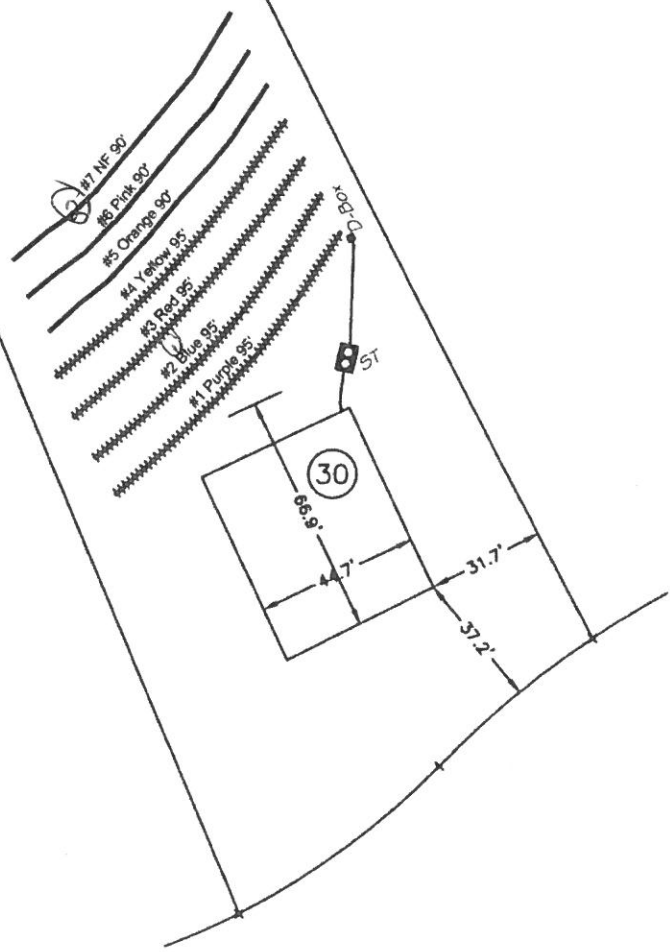 #7 NF 90'
#6 Pink 90'
#5 Orange 90'
#4 Yellow 95'
#3 Red 95'
#2 Blue 95'
#1 Purple 95'
D-Box
ST
30
66.9'
44.7'
31.7'
37.2'